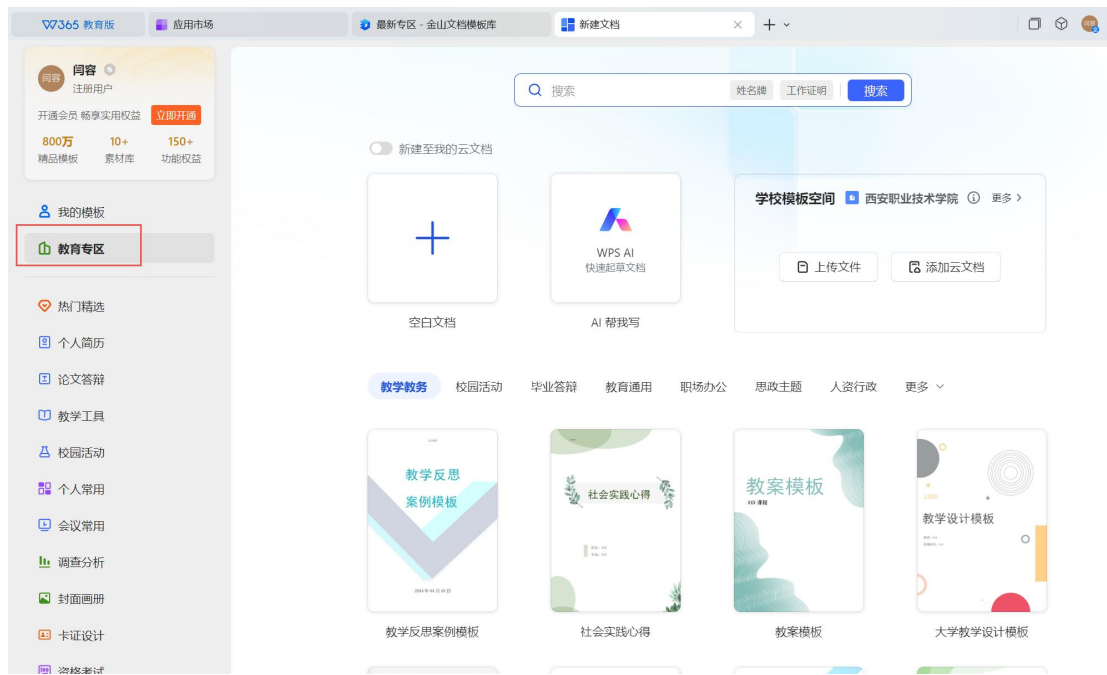 365 教育版
应用市场
最新专区 - 金山文档模板库
新建文档
闫容
闫容
注册用户
开通会员 畅享实用权益
立即开通
800万
10+
150+
精品模板
素材库
功能权益
我的模板
教育专区
热门精选
个人简历
论文答辩
教学工具
校园活动
个人常用
会议常用
调查分析
封面画册
卡证设计
资格考试
搜索
姓名牌
工作证明
搜索
新建至我的云文档
空白文档
WPS AI
快速起草文档
AI 帮我写
学校模板空间
西安职业技术学院
更多
上传文件
添加云文档
教学教务
校园活动
毕业答辩
教育通用
职场办公
思政主题
人资行政
更多
教学反思
案例模板
教学反思案例模板
社会实践心得
社会实践心得
教案模板
XXX 课程
教案模板
LOGO
教学设计模板
大学教学设计模板